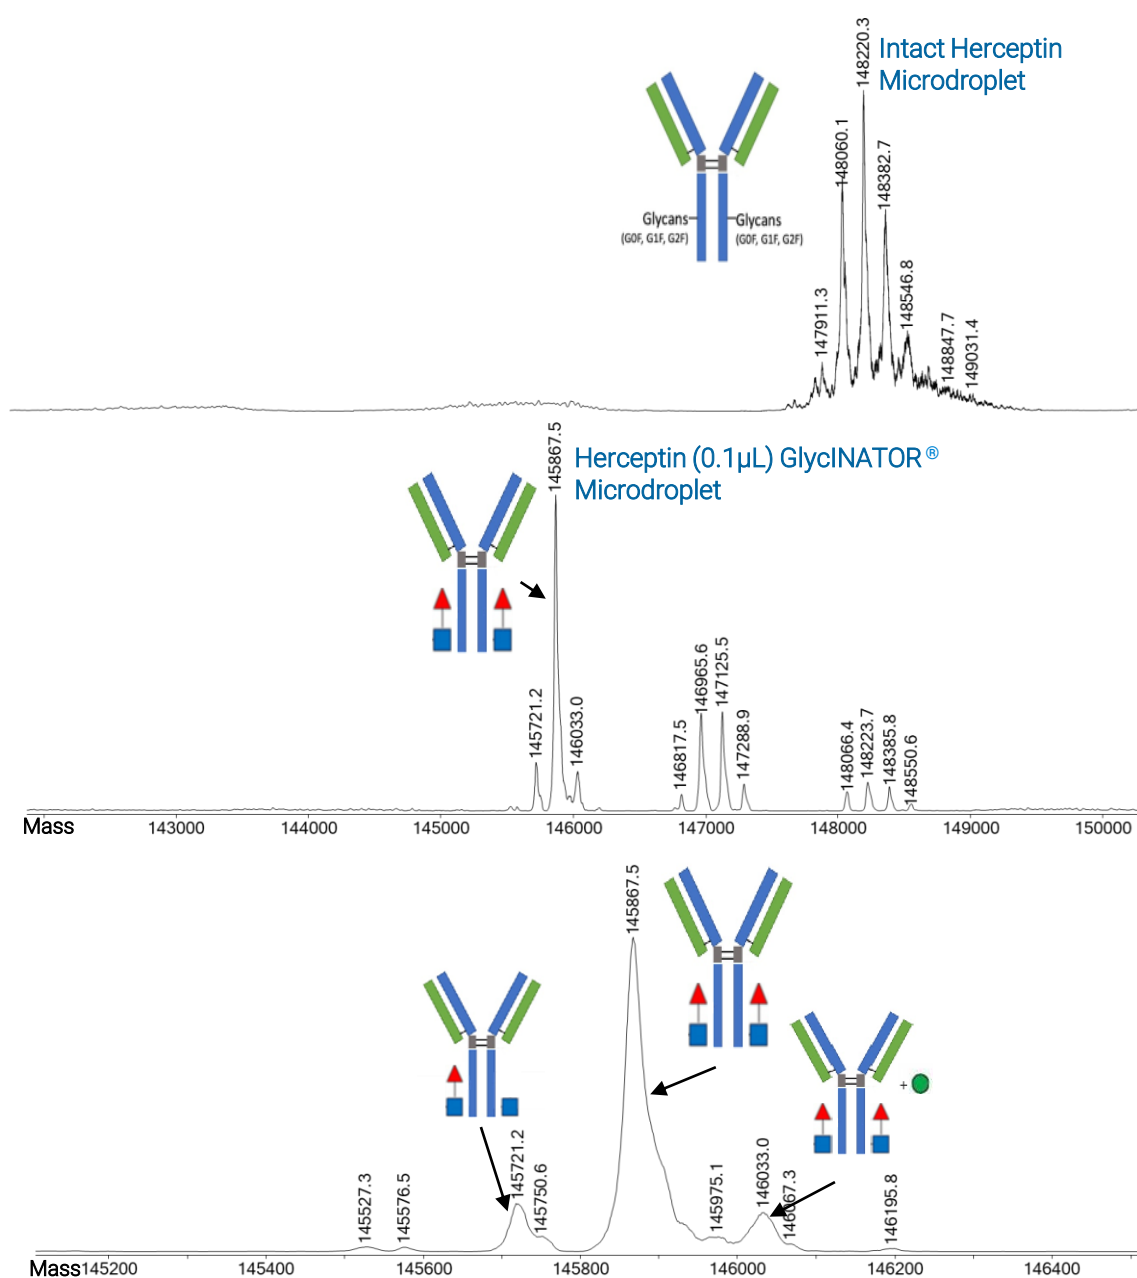 Intact Herceptin
Microdroplet
148220.3
148060.1
148382.7
147911.3
148546.8
148847.7
149031.4
Glycans
(G0F, G1F, G2F)
Glycans
(G0F, G1F, G2F)
Herceptin (0.1µL) GlycINATOR®
Microdroplet
145867.5
145721.2
146033.0
146817.5
146965.6
147125.5
147288.9
148066.4
148223.7
148385.8
148550.6
Mass 143000 144000 145000 146000 147000 148000 149000 150000
145867.5
+
145527.3
145576.5
145721.2
145750.6
145975.1
146033.0
146067.3
146195.8
Mass 145200 145400 145600 145800 146000 146200 146400